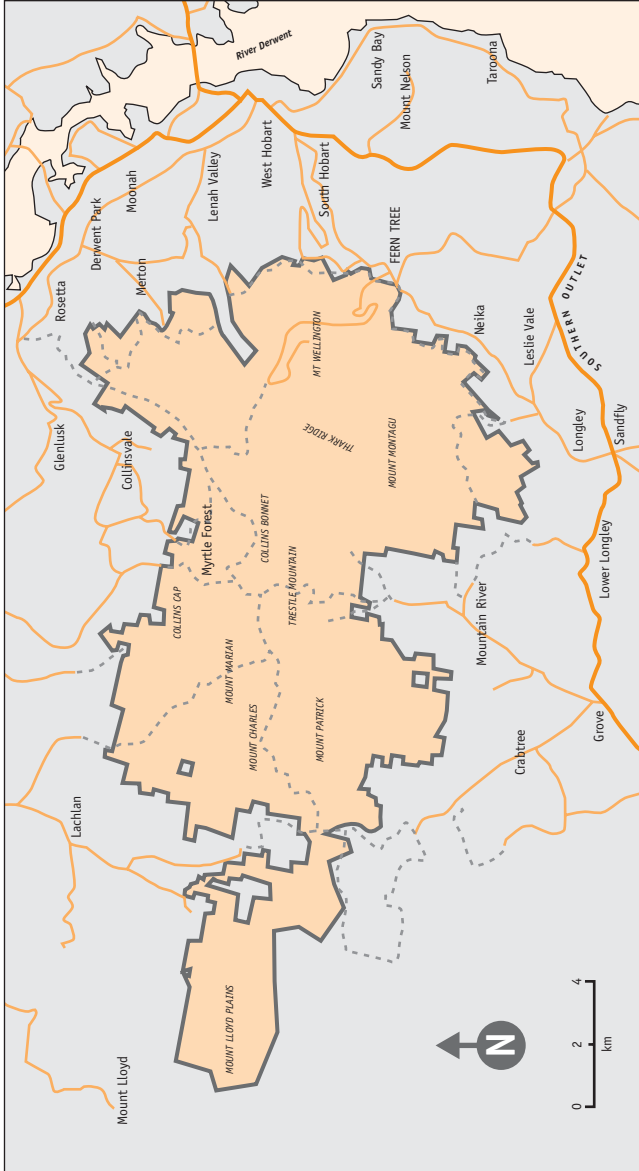 River Derwent
Sandy Bay
Mount Nelson
Taroona
Derwent Park
Moonah
Lenah Valley
West Hobart
South Hobart
Rosetta
Merton
FERN TREE
Glenlusk
Collinsvale
MT WELLINGTON
Neika
Leslie Vale
SOUTHERN OUTLET
THARK RIDGE
MOUNT MONTAGU
Longley
Sandfly
Myrtle Forest
COLLINS BONNET
COLLINS CAP
TRESTLE MOUNTAIN
Lower Longley
Mountain River
MOUNT MARIAN
MOUNT CHARLES
MOUNT PATRICK
Grove
Crabtree
Lachlan
MOUNT LLOYD PLAINS
Mount Lloyd
N
0 2 4
km